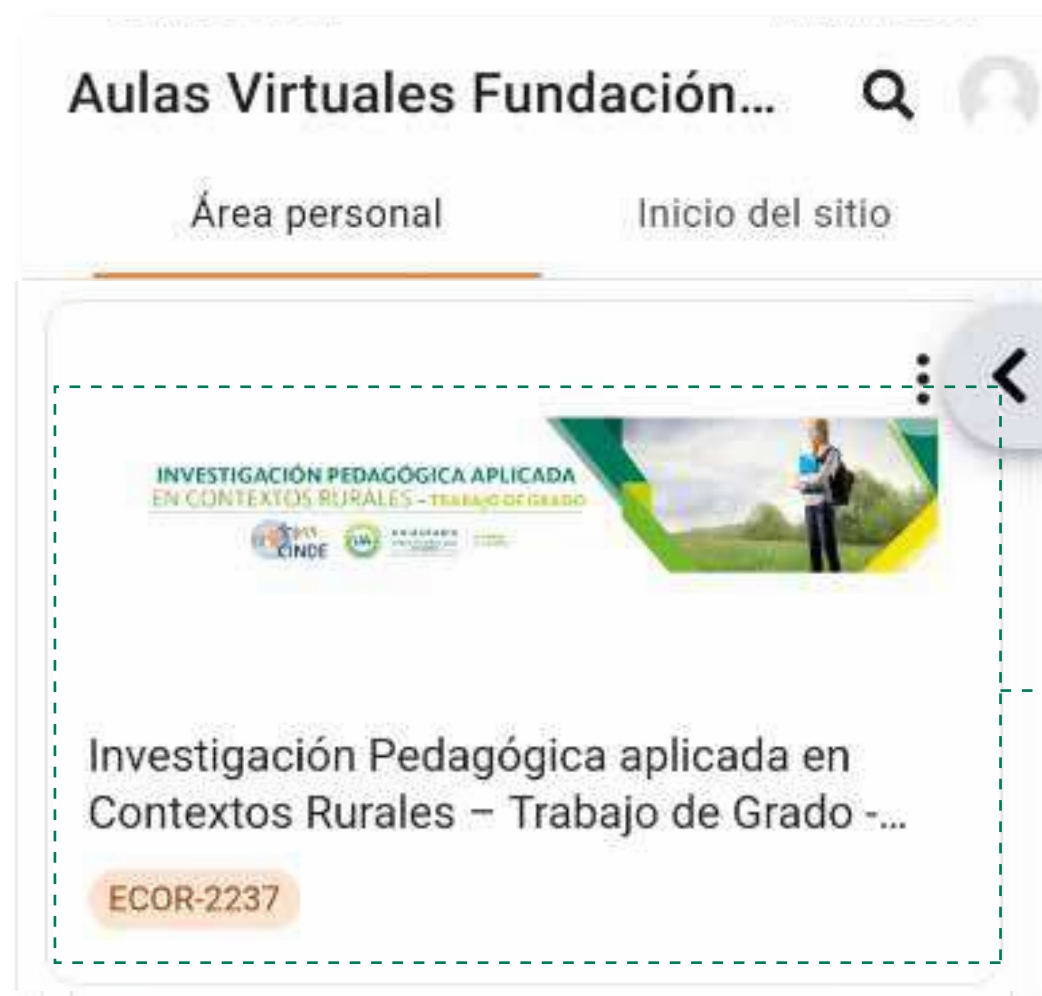 Aulas Virtuales Fundación...
Área personal
Inicio del sitio
INVESTIGACIÓN PEDAGÓGICA APLICADA
EN CONTEXTOS RURALES – TRABAJO DE GRADO
CINDE
Investigación Pedagógica aplicada en
Contextos Rurales – Trabajo de Grado -...
ECOR-2237